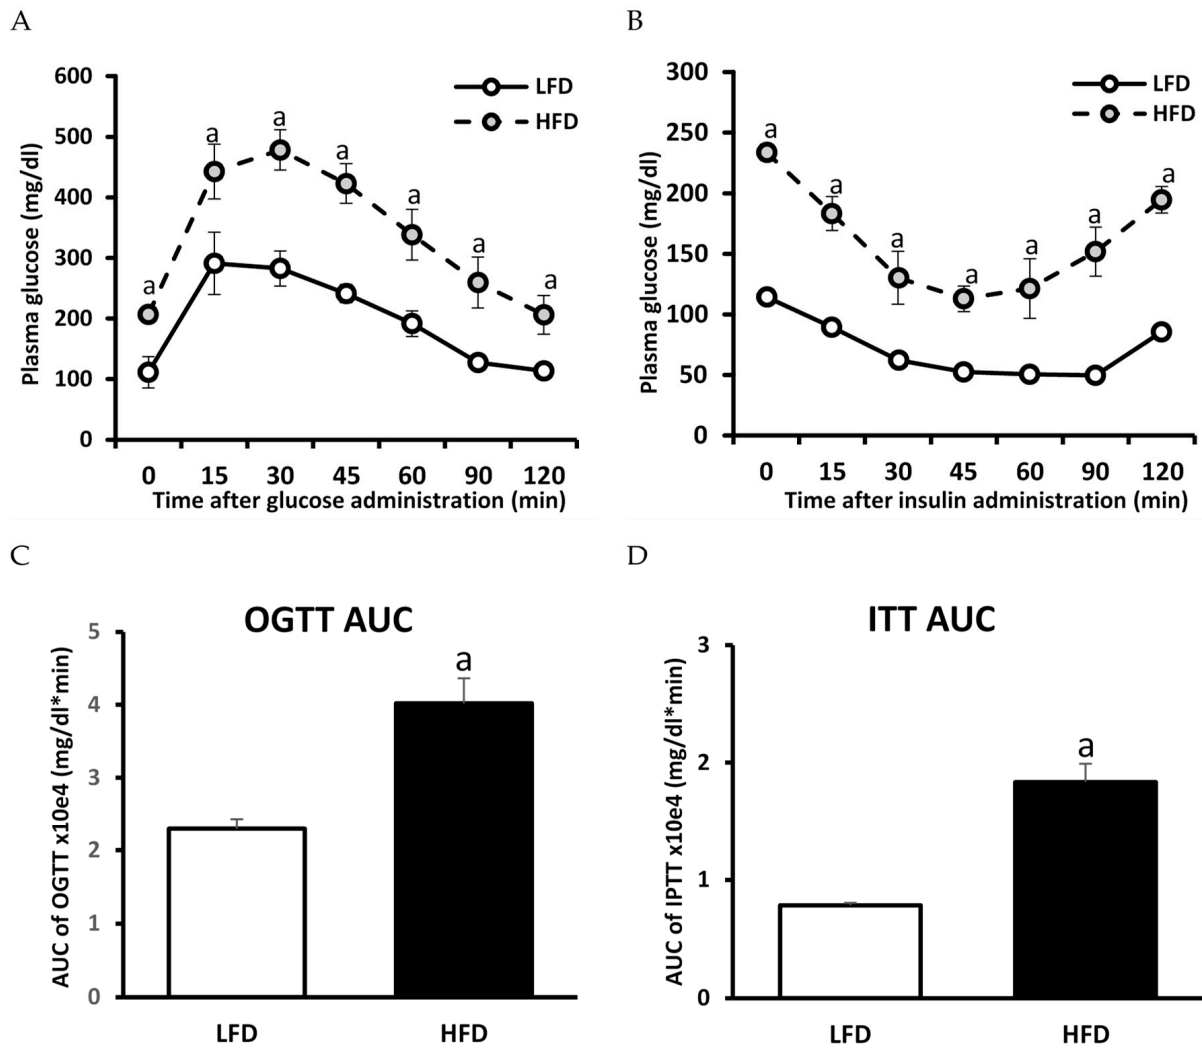 A
B
600
500
400
300
200
100
0
Plasma glucose (mg/dl)
LFD
HFD
a
a
a
a
a
a
a
0 15 30 45 60 90 120
Time after glucose administration (min)
300
250
200
150
100
50
0
Plasma glucose (mg/dl)
LFD
HFD
a
a
a
a
a
a
a
0 15 30 45 60 90 120
Time after insulin administration (min)
C
D
OGTT AUC
5
4
3
2
1
0
AUC of OGTT x10e4 (mg/dl*min)
a
LFD HFD
ITT AUC
3
2
1
0
AUC of IPTT x10e4 (mg/dl*min)
a
LFD HFD